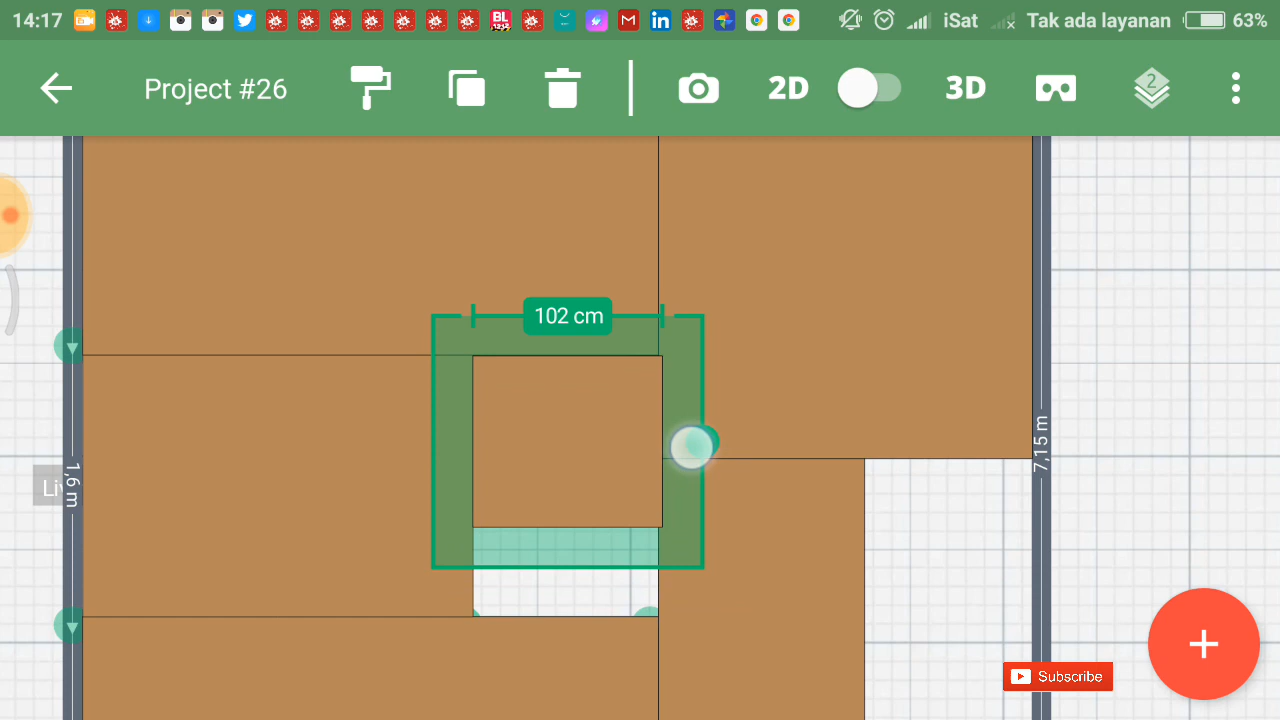 14:17
BL
iSat
Tak ada layanan
63%
Project #26
2D
3D
2
102 cm
1,6 m
7,15 m
Subscribe